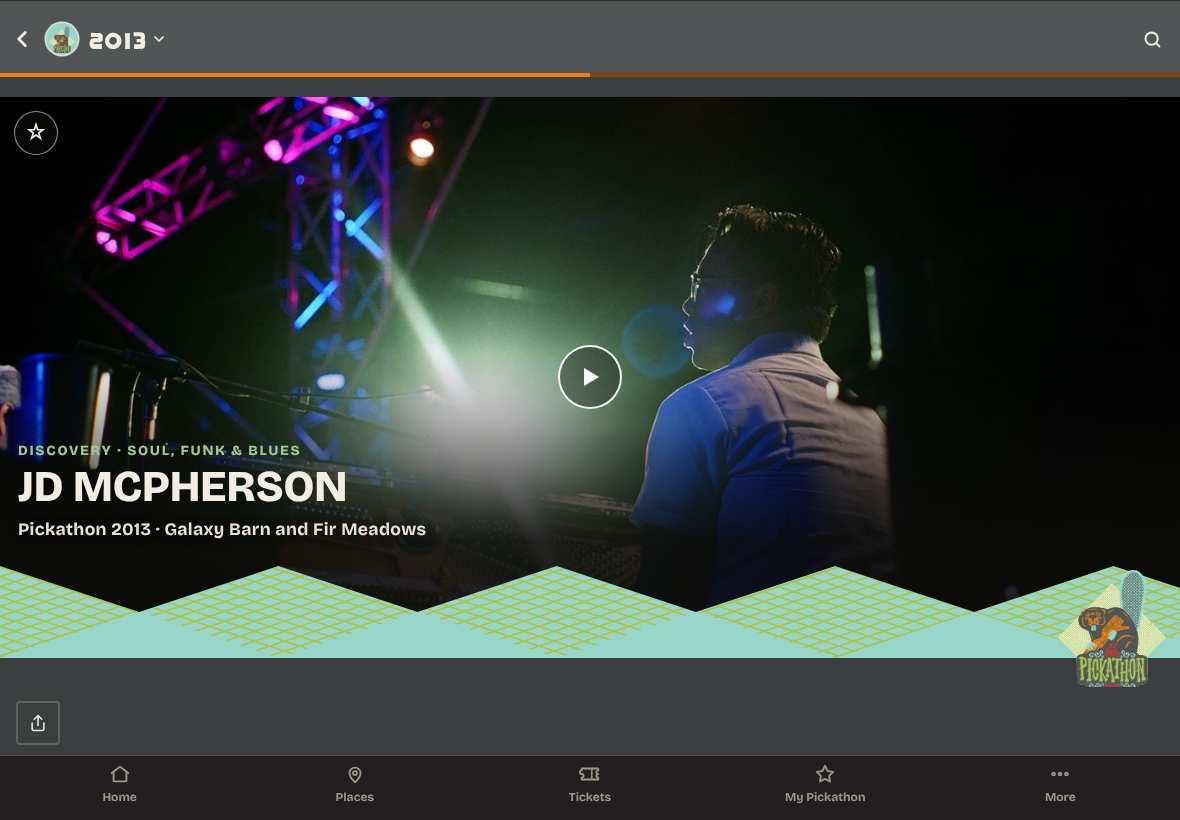 2013
DISCOVERY · SOUL, FUNK & BLUES
JD MCPHERSON
Pickathon 2013 · Galaxy Barn and Fir Meadows
PICKATHON
Home
Places
Tickets
My Pickathon
More